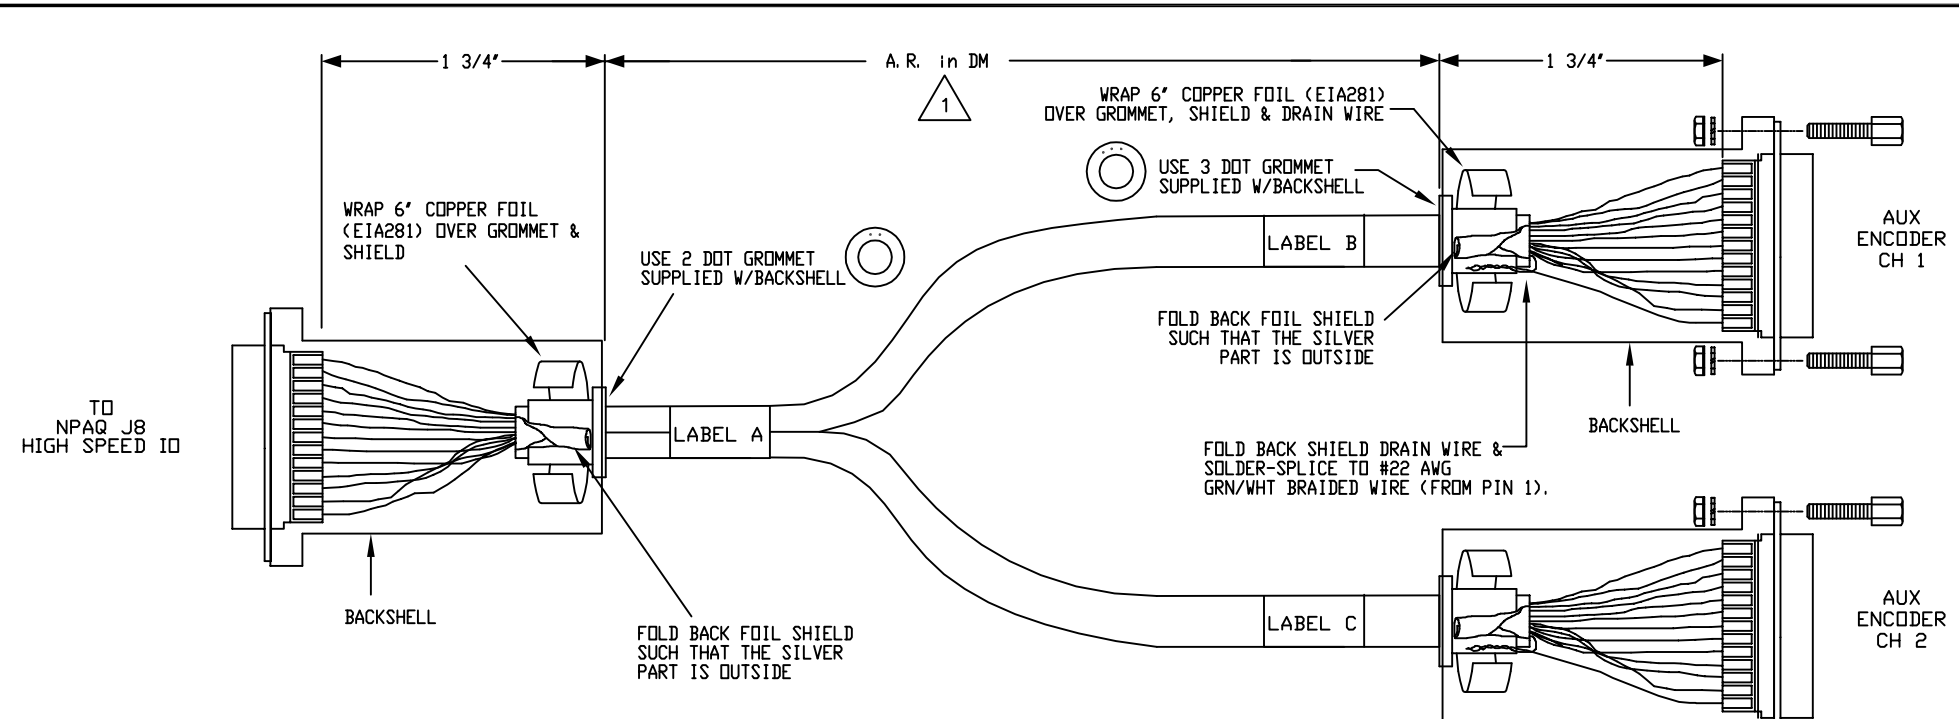 1 3/4"
A.R. in DM
1 3/4"
1
WRAP 6" COPPER FOIL (EIA281)
OVER GROMMET, SHIELD & DRAIN WIRE
USE 3 DOT GROMMET
SUPPLIED W/BACKSHELL
WRAP 6" COPPER FOIL
(EIA281) OVER GROMMET &
SHIELD
USE 2 DOT GROMMET
SUPPLIED W/BACKSHELL
LABEL B
AUX
ENCODER
CH 1
FOLD BACK FOIL SHIELD
SUCH THAT THE SILVER
PART IS OUTSIDE
TO
NPAQ J8
HIGH SPEED IO
LABEL A
BACKSHELL
FOLD BACK SHIELD DRAIN WIRE &
SOLDER-SPLICE TO #22 AWG
GRN/WHT BRAIDED WIRE (FROM PIN 1).
BACKSHELL
FOLD BACK FOIL SHIELD
SUCH THAT THE SILVER
PART IS OUTSIDE
LABEL C
AUX
ENCODER
CH 2